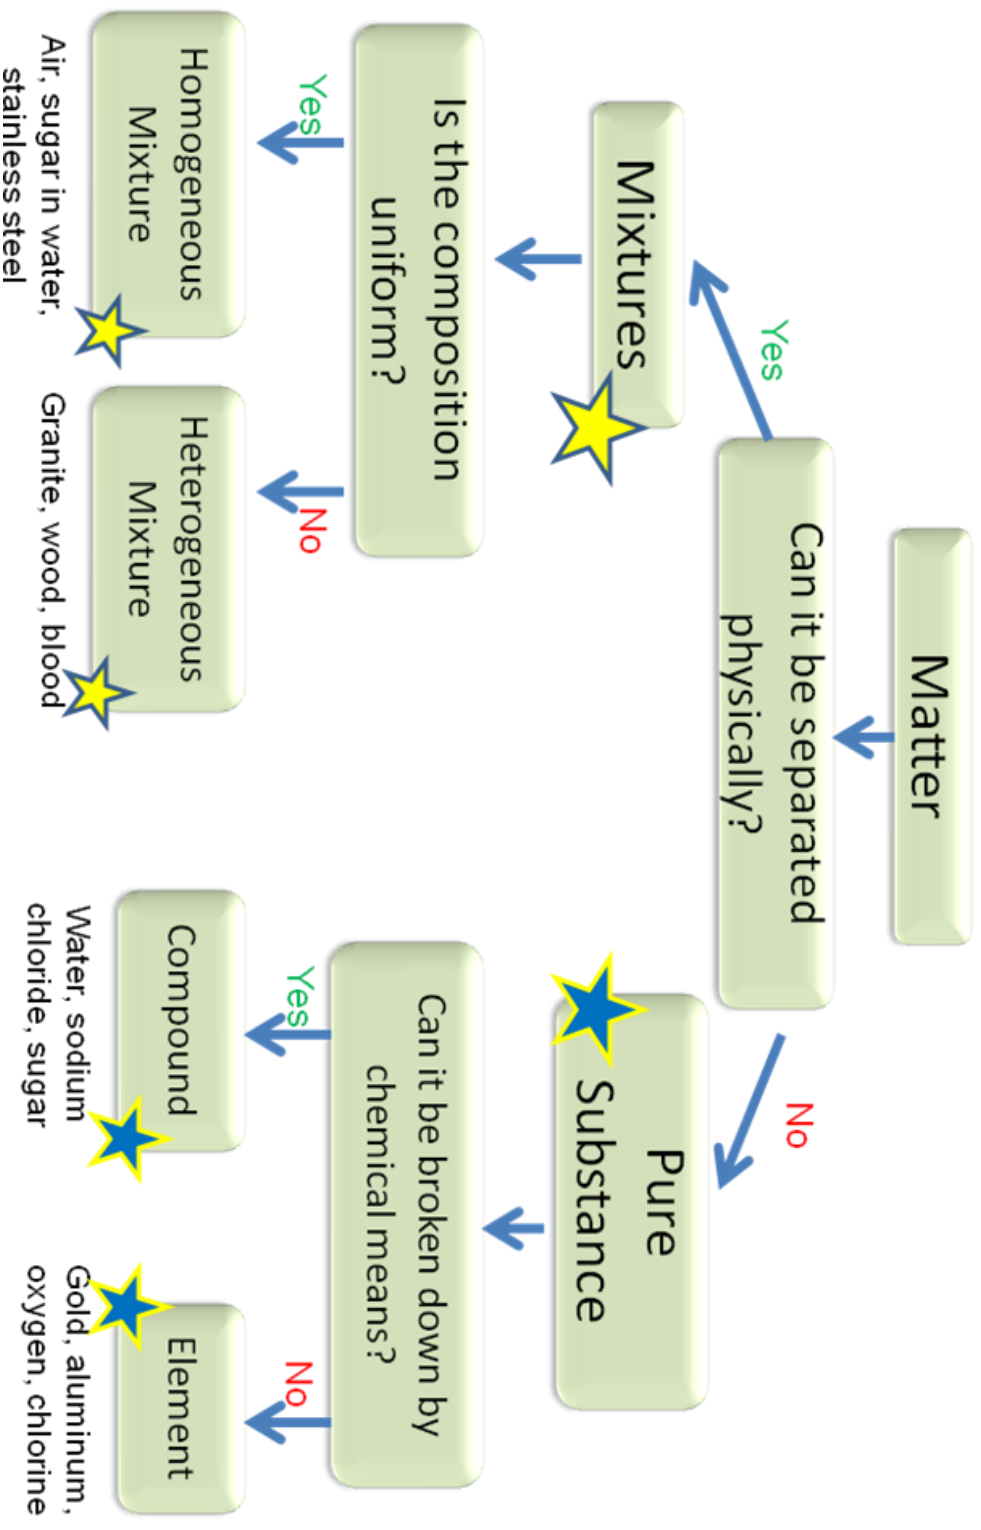 Matter
Can it be separated
physically?
Yes
No
Mixtures
Pure
Substance
Is the composition
uniform?
Can it be broken down by
chemical means?
Yes
No
Yes
No
Homogeneous
Mixture
Heterogeneous
Mixture
Compound
Element
Air, sugar in water,
stainless steel
Granite, wood, blood
Water, sodium
chloride, sugar
Gold, aluminum,
oxygen, chlorine